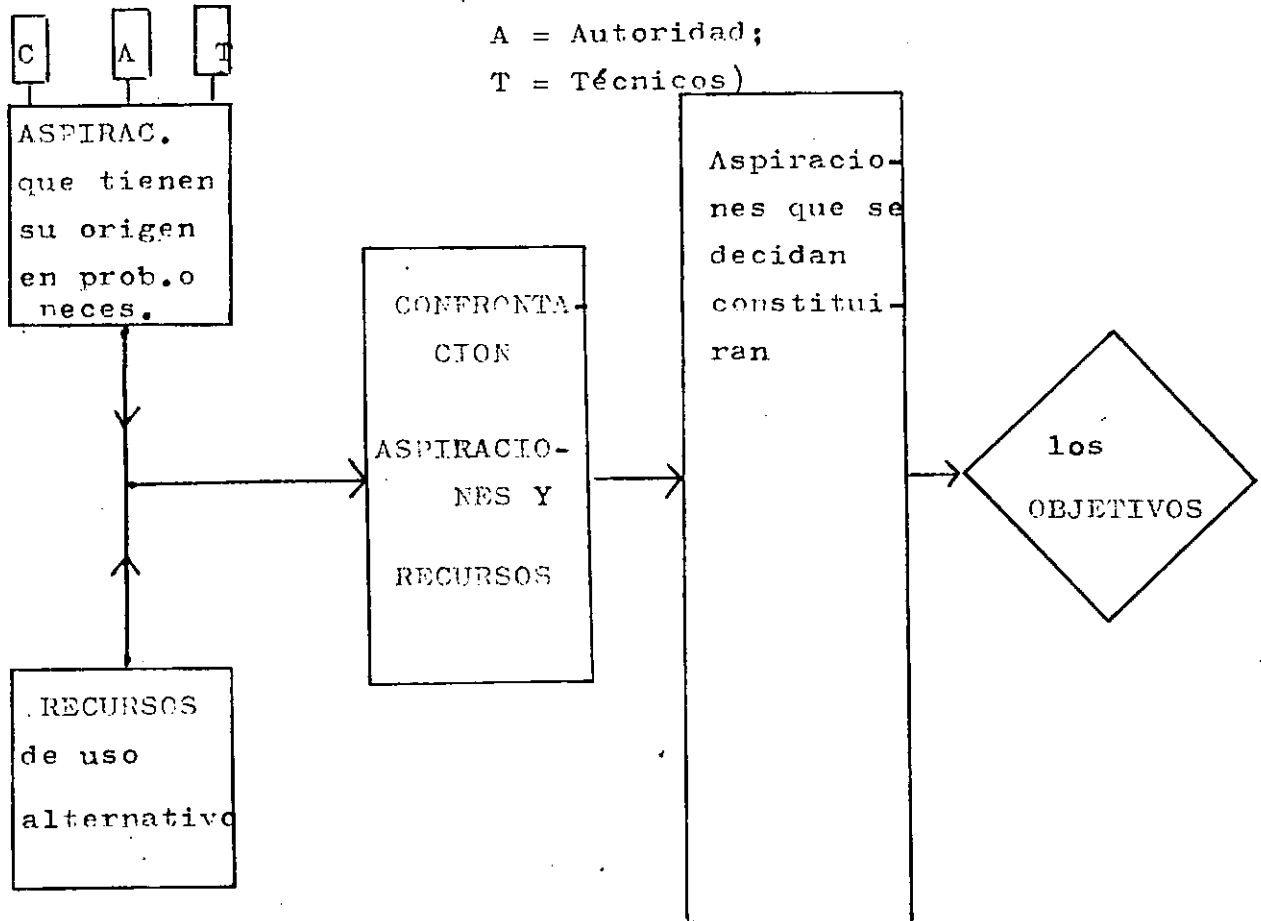 A = Autoridad;
T = Técnicos)
C
A
T
ASPIRAC.
que tienen
su origen
en prob.o
neces.
CONFRONTA-
CION
ASPIRACIO-
NES Y
RECURSOS
Aspiracio-
nes que se
decidan
constitui-
ran
los
OBJETIVOS
RECURSOS
de uso
alternativo